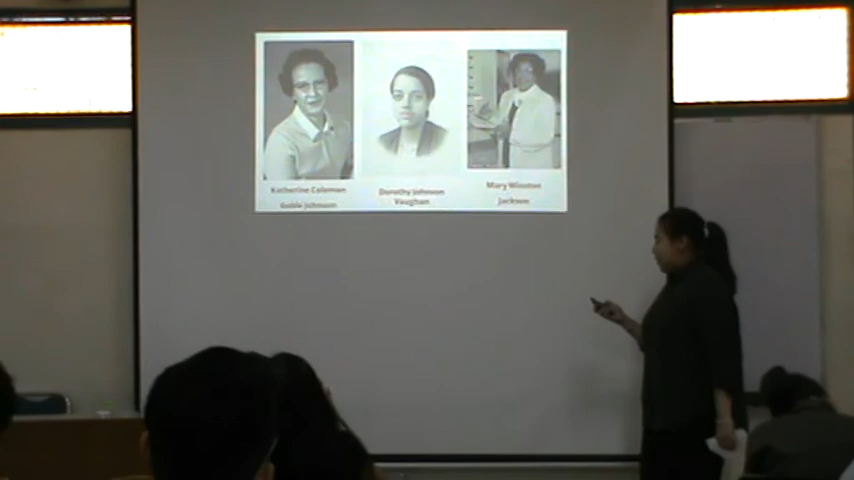 Katherine Coleman
Goble Johnson
Dorothy Johnson
Vaughan
Mary Winston
Jackson